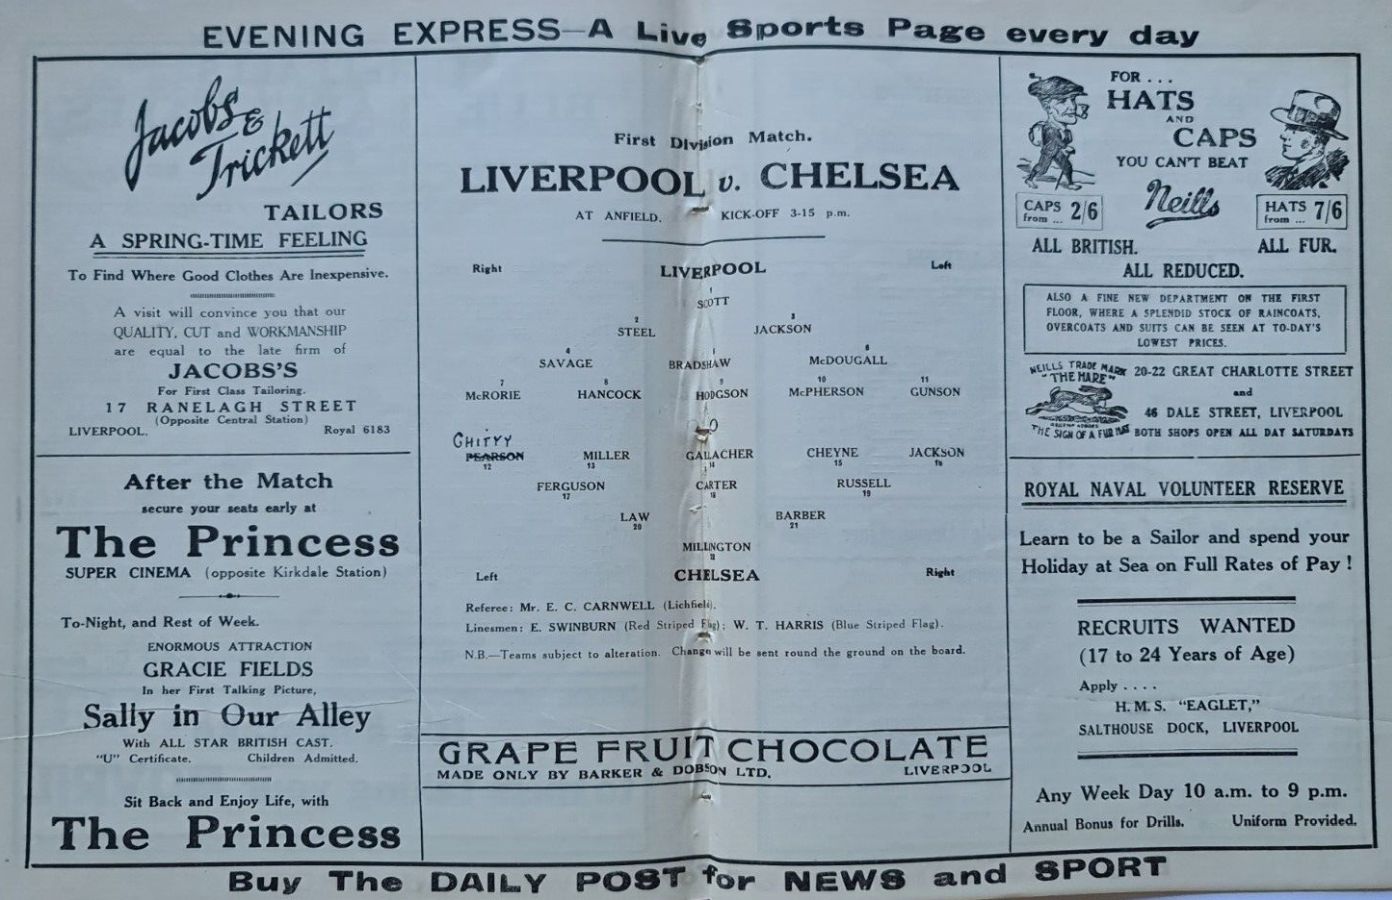 EVENING EXPRESS—A Live Sports Page every day
Jacobs &
Trickett
TAILORS
A SPRING-TIME FEELING
To Find Where Good Clothes Are Inexpensive.
A visit will convince you that our
QUALITY, CUT and WORKMANSHIP
are equal to the late firm of
JACOBS'S
For First Class Tailoring.
17 RANELAGH STREET
(Opposite Central Station)
LIVERPOOL. Royal 6183
After the Match
secure your seats early at
The Princess
SUPER CINEMA (opposite Kirkdale Station)
To-Night, and Rest of Week.
ENORMOUS ATTRACTION
GRACIE FIELDS
In her First Talking Picture,
Sally in Our Alley
With ALL STAR BRITISH CAST.
"U" Certificate. Children Admitted.
Sit Back and Enjoy Life, with
The Princess
First Division Match.
LIVERPOOL v. CHELSEA
AT ANFIELD. KICK-OFF 3-15 p.m.
Right LIVERPOOL Left
1
SCOTT
2 3
STEEL JACKSON
4 5 6
SAVAGE BRADSHAW McDOUGALL
7 8 9 10 11
McRORIE HANCOCK HODGSON McPHERSON GUNSON
O
CHITTY
PEARSON MILLER GALLACHER CHEYNE JACKSON
12 13 14 15 16
FERGUSON CARTER RUSSELL
17 18 19
LAW BARBER
20 21
MILLINGTON
22
Left CHELSEA Right
Referee: Mr. E. C. CARNWELL (Lichfield).
Linesmen: E. SWINBURN (Red Striped Flag); W. T. HARRIS (Blue Striped Flag).
N.B.—Teams subject to alteration. Change will be sent round the ground on the board.
GRAPE FRUIT CHOCOLATE
MADE ONLY BY BARKER & DOBSON LTD. LIVERPOOL
FOR . . .
HATS
AND
CAPS
YOU CAN'T BEAT
Neills
CAPS from ... 2/6
HATS from ... 7/6
ALL BRITISH. ALL FUR.
ALL REDUCED.
ALSO A FINE NEW DEPARTMENT ON THE FIRST
FLOOR, WHERE A SPLENDID STOCK OF RAINCOATS,
OVERCOATS AND SUITS CAN BE SEEN AT TO-DAY'S
LOWEST PRICES.
NEILLS TRADE MARK
"THE MARE"
THE SIGN OF A FUR HAT
20-22 GREAT CHARLOTTE STREET
and
46 DALE STREET, LIVERPOOL
BOTH SHOPS OPEN ALL DAY SATURDAYS
ROYAL NAVAL VOLUNTEER RESERVE
Learn to be a Sailor and spend your
Holiday at Sea on Full Rates of Pay !
RECRUITS WANTED
(17 to 24 Years of Age)
Apply . . . .
H.M.S. "EAGLET,"
SALTHOUSE DOCK, LIVERPOOL
Any Week Day 10 a.m. to 9 p.m.
Annual Bonus for Drills. Uniform Provided.
Buy The DAILY POST for NEWS and SPORT